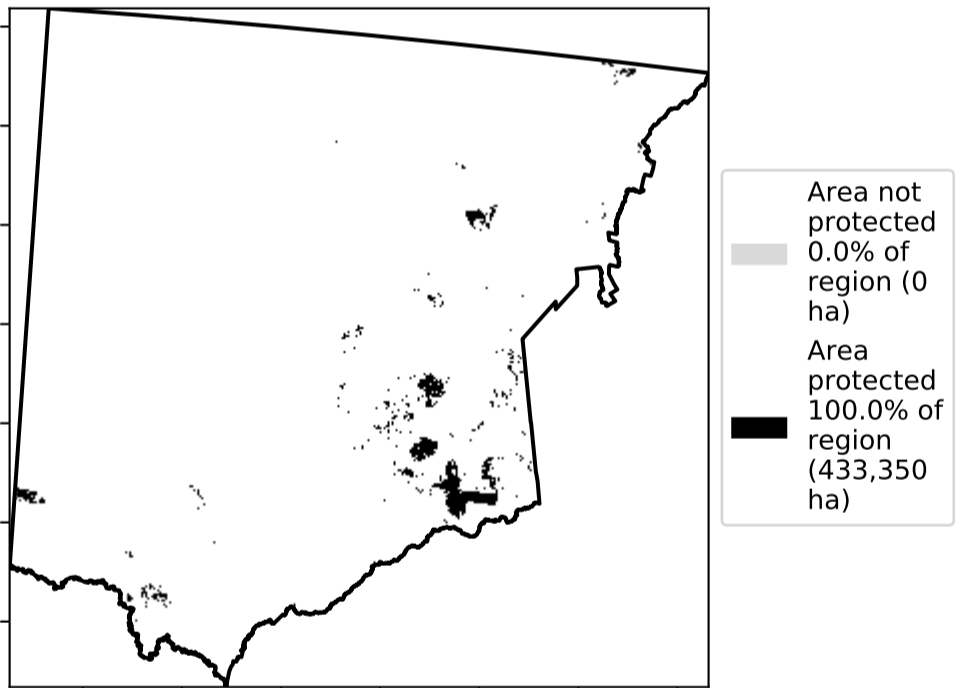 Area not
protected
0.0% of
region (0
ha)
Area
protected
100.0% of
region
(433,350
ha)